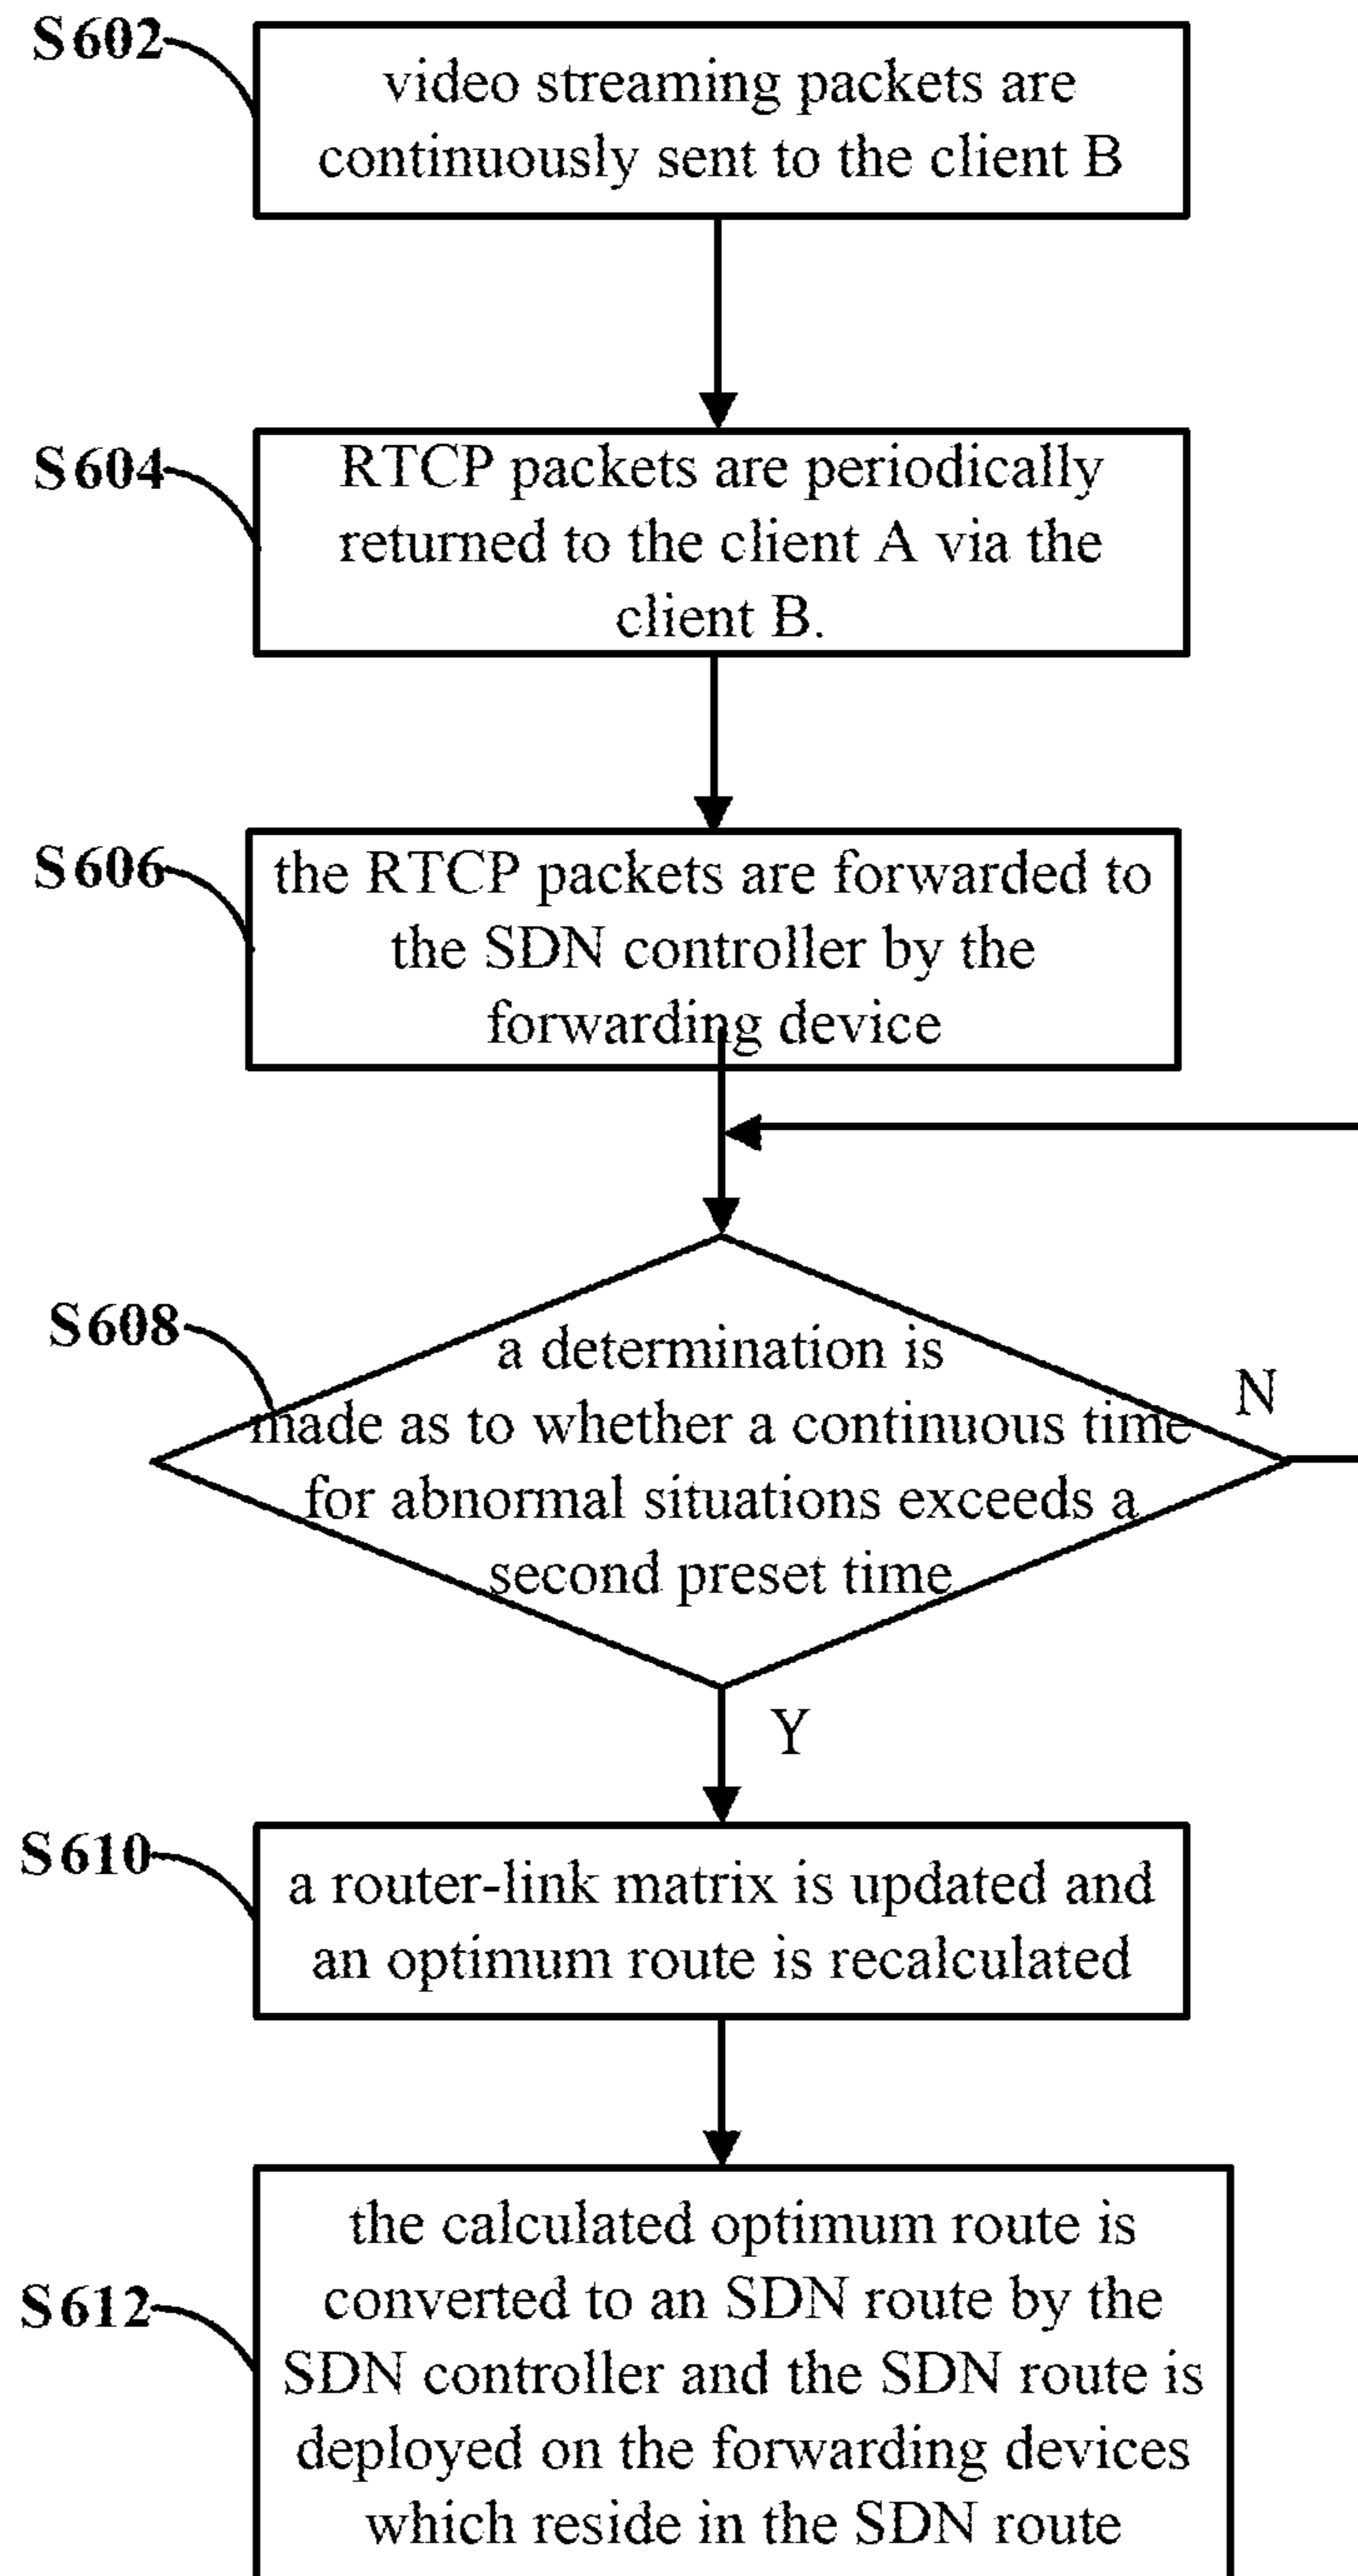 S602
video streaming packets are
continuously sent to the client B
S604
RTCP packets are periodically
returned to the client A via the
client B.
S606
the RTCP packets are forwarded to
the SDN controller by the
forwarding device
S608
a determination is
made as to whether a continuous time
for abnormal situations exceeds a
second preset time
N
Y
S610
a router-link matrix is updated and
an optimum route is recalculated
S612
the calculated optimum route is
converted to an SDN route by the
SDN controller and the SDN route is
deployed on the forwarding devices
which reside in the SDN route